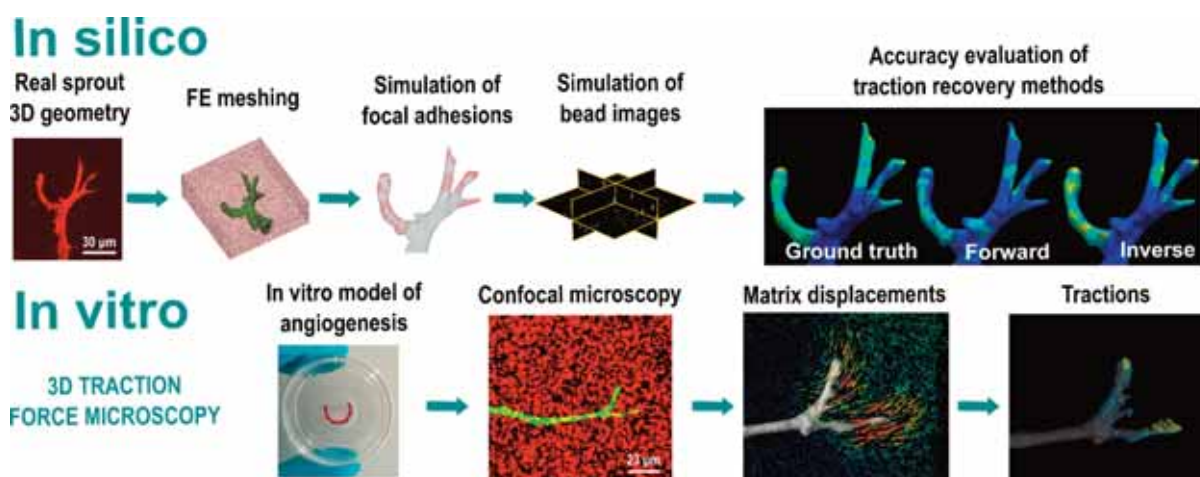 In silico
Real sprout
3D geometry
FE meshing
Simulation of
focal adhesions
Simulation of
bead images
Accuracy evaluation of
traction recovery methods
30 µm
Ground truth
Forward
Inverse
In vitro
3D TRACTION
FORCE MICROSCOPY
In vitro model of
angiogenesis
Confocal microscopy
Matrix displacements
Tractions
23 µm